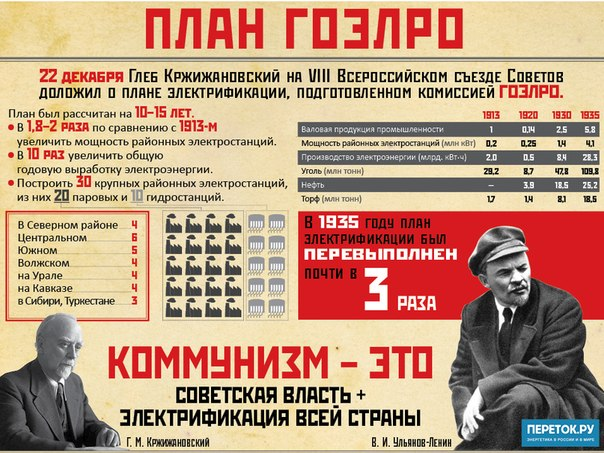 ПЛАН ГОЭЛРО
22 ДЕКАБРЯ ГЛЕБ КРЖИЖАНОВСКИЙ НА VIII ВСЕРОССИЙСКОМ СЪЕЗДЕ СОВЕТОВ
ДОЛОЖИЛ О ПЛАНЕ ЭЛЕКТРИФИКАЦИИ, ПОДГОТОВЛЕННОМ КОМИССИЕЙ ГОЭЛРО.
План был рассчитан на 10-15 ЛЕТ.
• В 1,8-2 РАЗА по сравнению с 1913-М
увеличить мощность районных электростанций.
• В 10 РАЗ увеличить общую
годовую выработку электроэнергии.
• Построить 30 крупных районных электростанций,
из них 20 паровых и 10 гидростанций.
1913 1920 1930 1935
Валовая продукция промышленности 1 0,14 2,5 5,8
Мощность районных электростанций (млн кВт) 0,2 0,25 1,4 4,1
Производство электроэнергии (млрд. кВт-ч) 2,0 0,5 8,4 28,3
Уголь (млн тонн) 29,2 8,7 47,8 109,8
Нефть – 3,9 18,5 25,2
Торф (млн тонн) 1,7 1,4 8,1 18,5
В Северном районе 4
Центральном 6
Южном 5
Волжском 4
на Урале 4
на Кавказе 4
в Сибири, Туркестане 3
В 1935 ГОДУ ПЛАН
ЭЛЕКТРИФИКАЦИИ БЫЛ
ПЕРЕВЫПОЛНЕН
ПОЧТИ В 3 РАЗА
КОММУНИЗМ – ЭТО
СОВЕТСКАЯ ВЛАСТЬ +
ЭЛЕКТРИФИКАЦИЯ ВСЕЙ СТРАНЫ
Г. М. Кржижановский
В. И. Ульянов-Ленин
ПЕРЕТОК.РУ
ЭНЕРГЕТИКА В РОССИИ И В МИРЕ